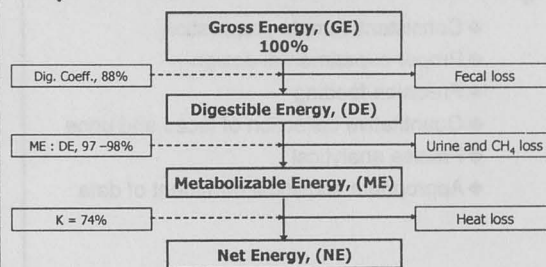 Gross Energy, (GE)
100%
Dig. Coeff., 88%
Fecal loss
Digestible Energy, (DE)
ME : DE, 97 –98%
Urine and CH₄ loss
Metabolizable Energy, (ME)
K = 74%
Heat loss
Net Energy, (NE)